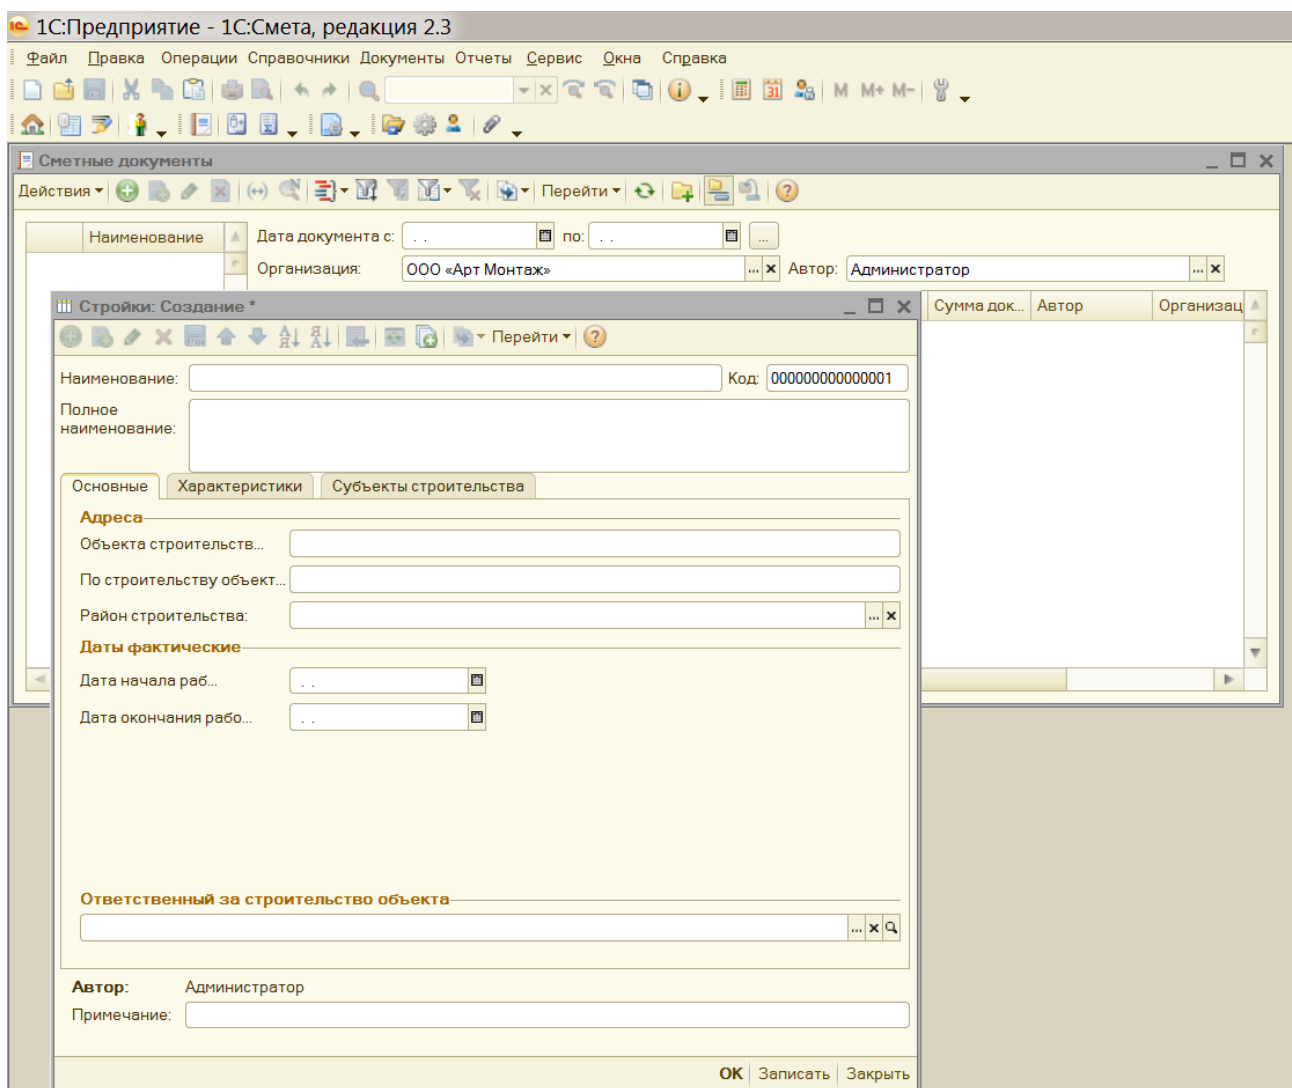 1С:Предприятие - 1С:Смета, редакция 2.3
Файл Правка Операции Справочники Документы Отчеты Сервис Окна Справка
M M+ M-
Сметные документы
Действия Перейти
Наименование Дата документа с: . . по: . . ...
Организация: ООО «Арт Монтаж» ... x Автор: Администратор ... x
Стройки: Создание * Сумма док... Автор Организац
Перейти
Наименование: Код: 000000000000001
Полное
наименование:
Основные Характеристики Субъекты строительства
Адреса
Объекта строительств...
По строительству объект...
Район строительства: ... x
Даты фактические
Дата начала раб... . .
Дата окончания рабо... . .
Ответственный за строительство объекта
... x
Автор: Администратор
Примечание:
OK Записать Закрыть